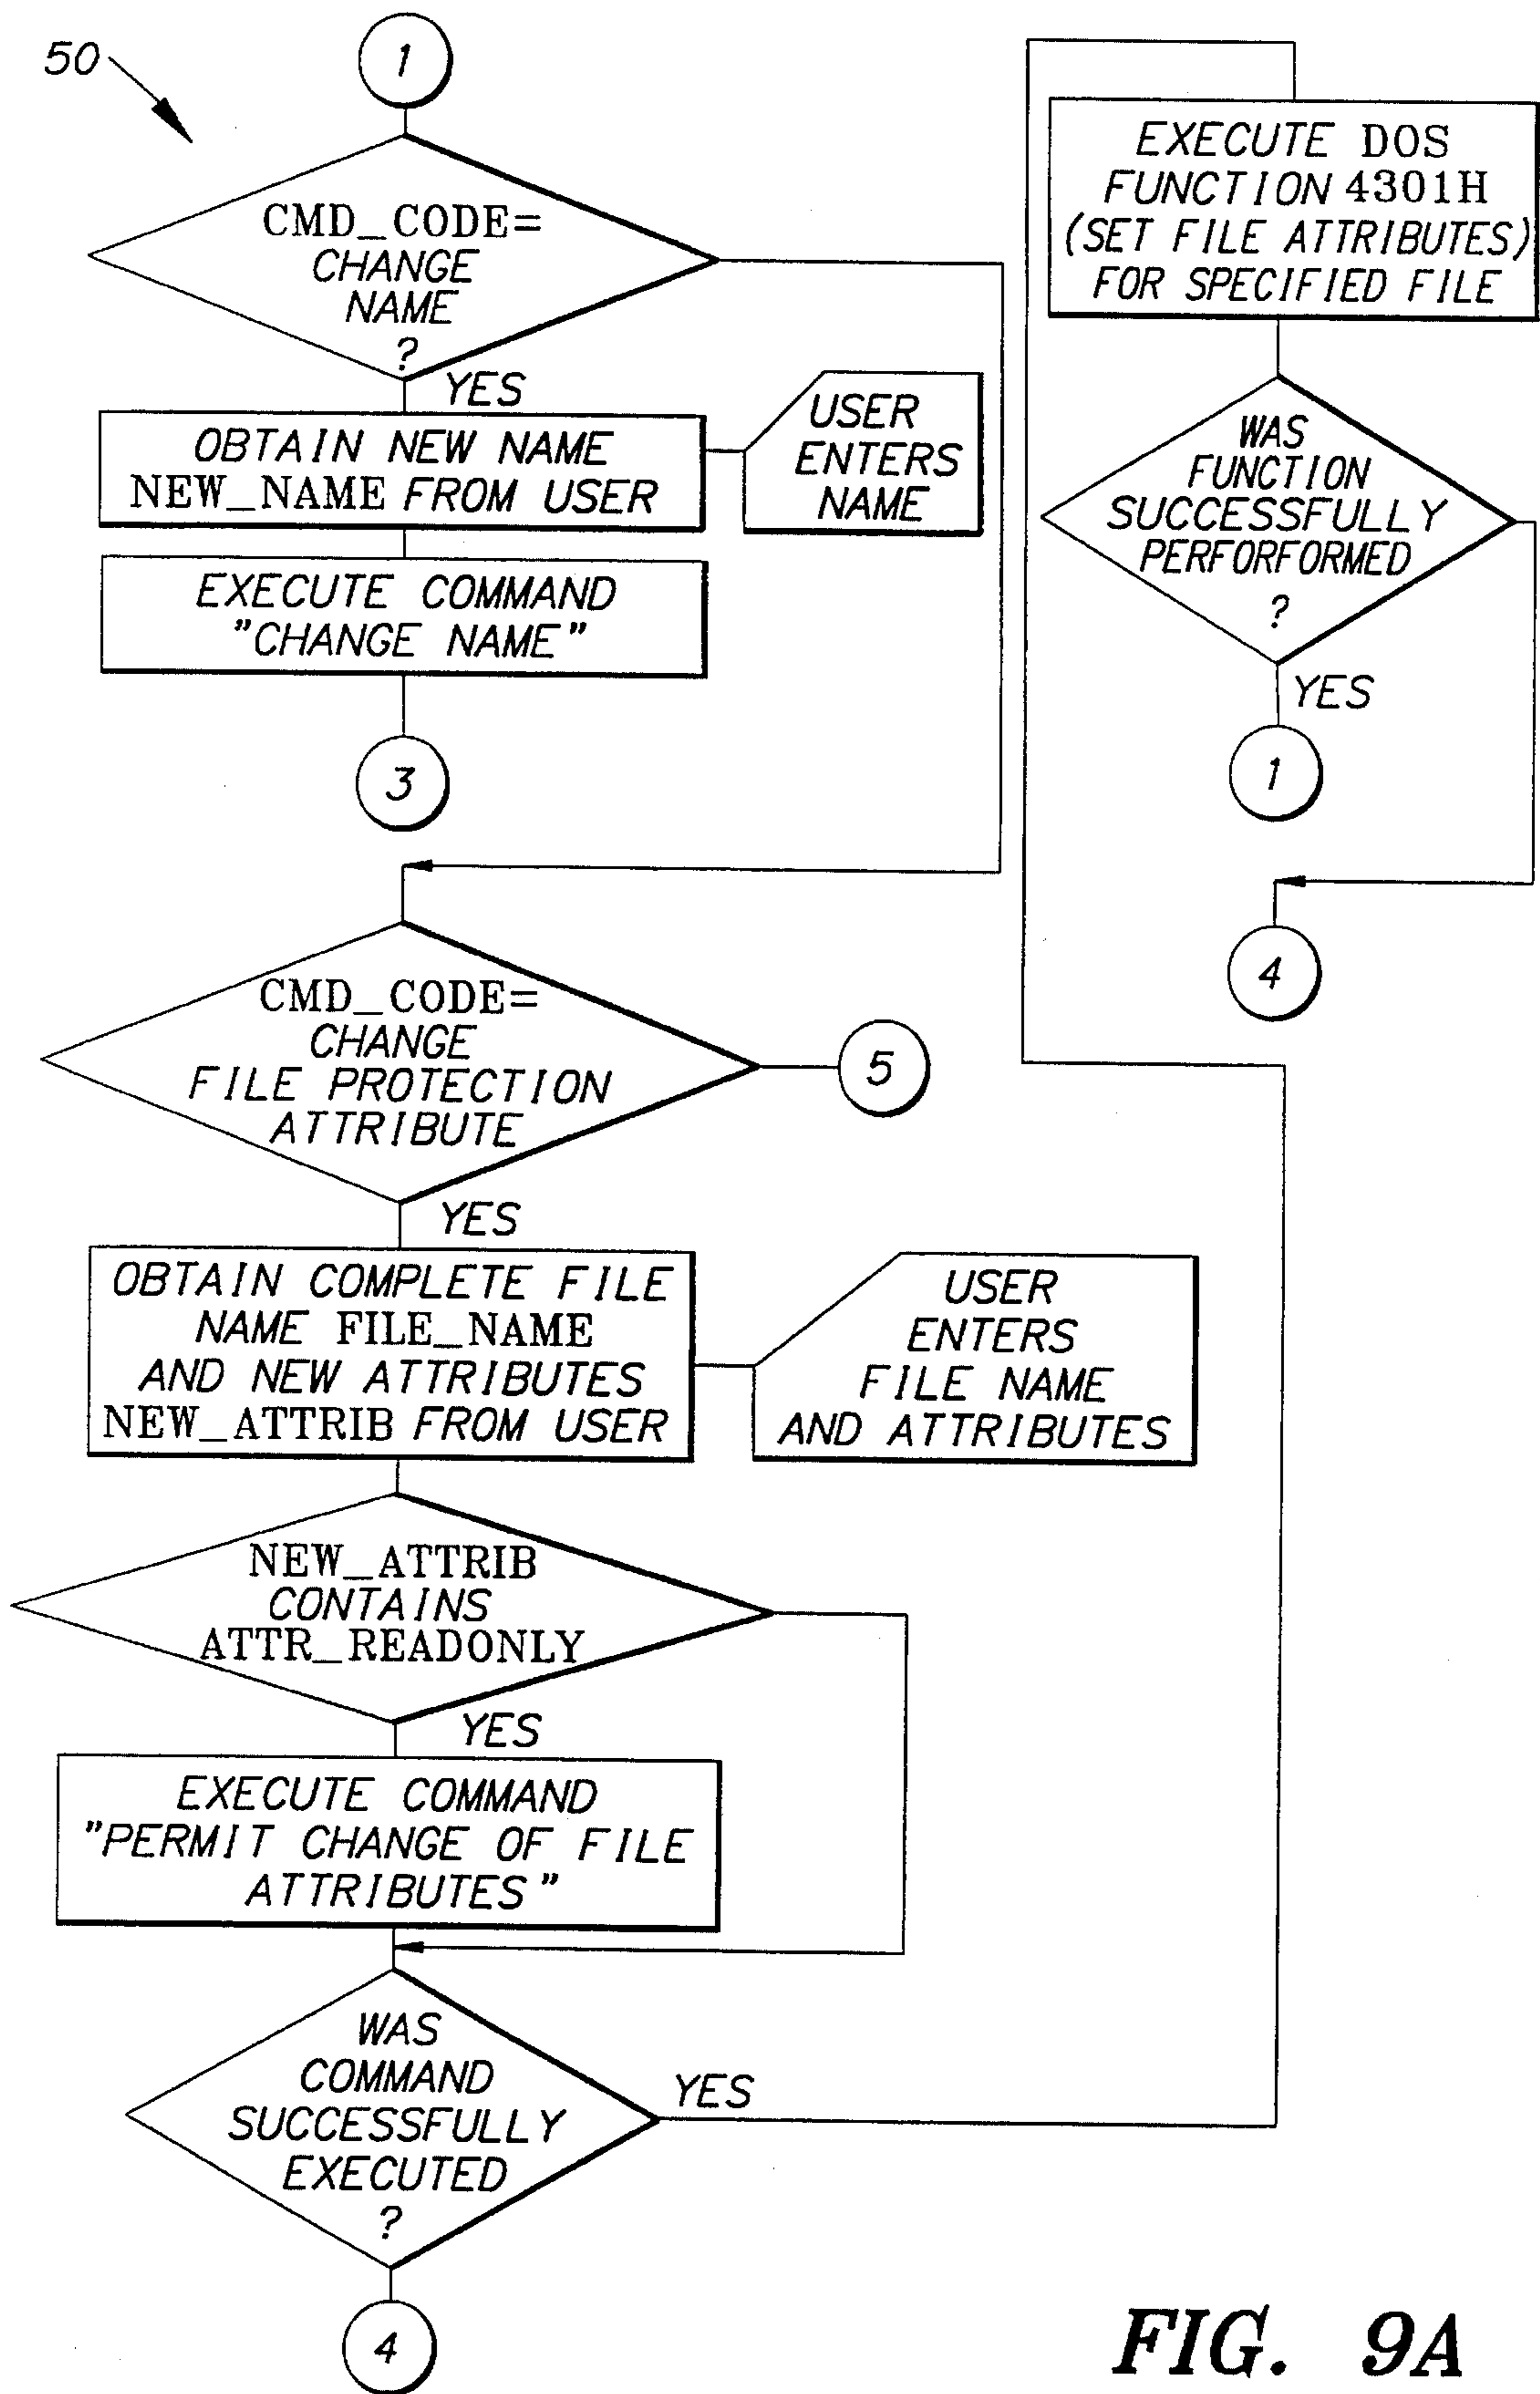 50
1
CMD_CODE=
CHANGE
NAME
?
YES
OBTAIN NEW NAME
NEW_NAME FROM USER
USER
ENTERS
NAME
EXECUTE COMMAND
"CHANGE NAME"
3
CMD_CODE=
CHANGE
FILE PROTECTION
ATTRIBUTE
5
YES
OBTAIN COMPLETE FILE
NAME FILE_NAME
AND NEW ATTRIBUTES
NEW_ATTRIB FROM USER
USER
ENTERS
FILE NAME
AND ATTRIBUTES
NEW_ATTRIB
CONTAINS
ATTR_READONLY
YES
EXECUTE COMMAND
"PERMIT CHANGE OF FILE
ATTRIBUTES"
WAS
COMMAND
SUCCESSFULLY
EXECUTED
?
YES
4
EXECUTE DOS
FUNCTION 4301H
(SET FILE ATTRIBUTES)
FOR SPECIFIED FILE
WAS
FUNCTION
SUCCESSFULLY
PERFORFORMED
?
YES
1
4
FIG. 9A